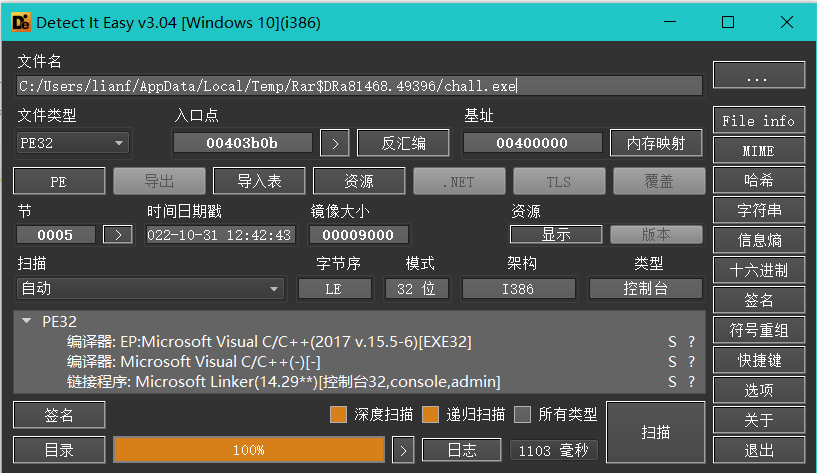 Detect It Easy v3.04 [Windows 10](i386)
文件名
C:/Users/lianf/AppData/Local/Temp/Rar$DRa81468.49396/chall.exe
...
文件类型 入口点 基址
PE32 00403b0b > 反汇编 00400000 内存映射
File info
MIME
PE 导出 导入表 资源 .NET TLS 覆盖
哈希
节 时间日期戳 镜像大小 资源
字符串
0005 > 022-10-31 12:42:43 00009000 显示 版本
信息熵
扫描 字节序 模式 架构 类型
十六进制
自动 LE 32 位 I386 控制台
签名
PE32
符号重组
编译器: EP:Microsoft Visual C/C++(2017 v.15.5-6)[EXE32] S ?
编译器: Microsoft Visual C/C++(-)[-] S ?
快捷键
链接程序: Microsoft Linker(14.29**)[控制台32,console,admin] S ?
选项
签名 深度扫描 递归扫描 所有类型 扫描
关于
目录 100% > 日志 1103 毫秒
退出